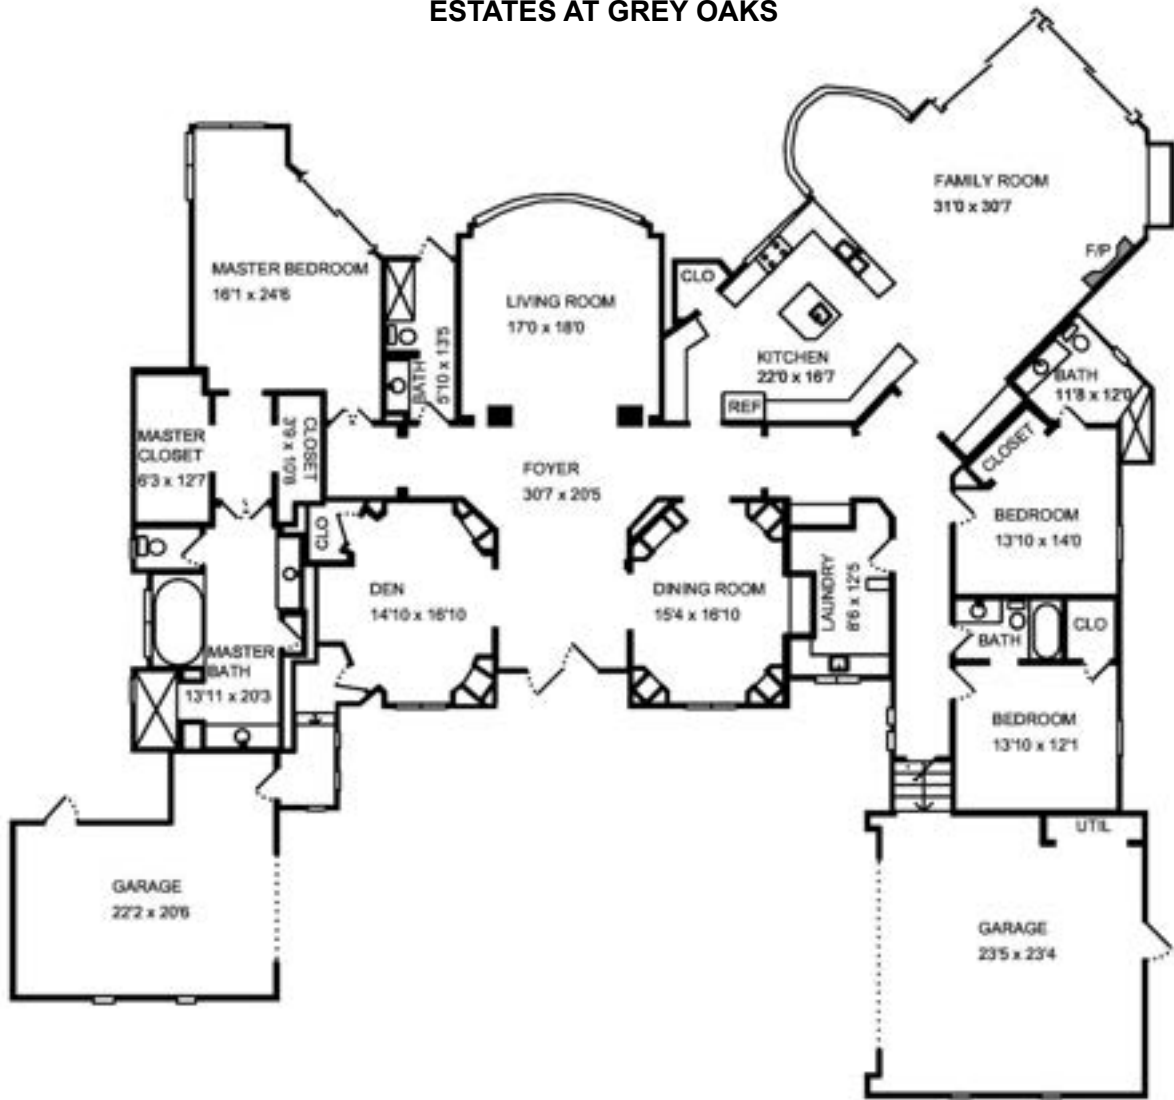 ESTATES AT GREY OAKS
FAMILY ROOM
31'0 x 30'7
F/P
MASTER BEDROOM
16'1 x 24'6
LIVING ROOM
17'0 x 18'0
CLO
KITCHEN
22'0 x 16'7
REF
BATH
5'10 x 13'5
BATH
11'8 x 12'0
MASTER
CLOSET
6'3 x 12'7
CLOSET
3'9 x 10'8
FOYER
30'7 x 20'5
CLOSET
BEDROOM
13'10 x 14'0
CLO
DEN
14'10 x 16'10
DINING ROOM
15'4 x 16'10
LAUNDRY
8'6 x 12'5
BATH
CLO
MASTER
BATH
13'11 x 20'3
BEDROOM
13'10 x 12'1
UTIL
GARAGE
22'2 x 20'6
GARAGE
23'5 x 23'4